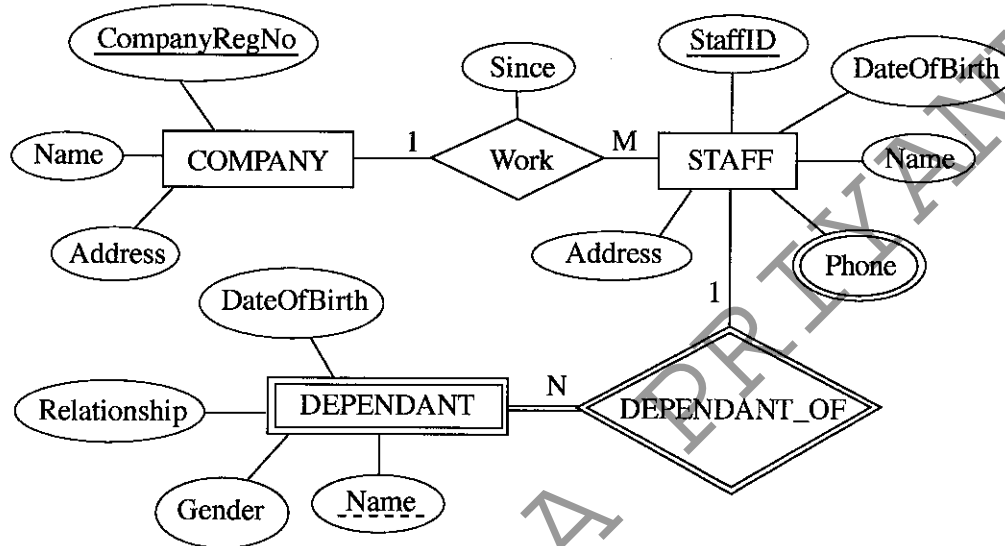 CompanyRegNo
StaffID
Since
DateOfBirth
Name
COMPANY
1
Work
M
STAFF
Name
Address
Address
Phone
DateOfBirth
1
Relationship
DEPENDANT
N
DEPENDANT_OF
Gender
Name
A PRIYAN